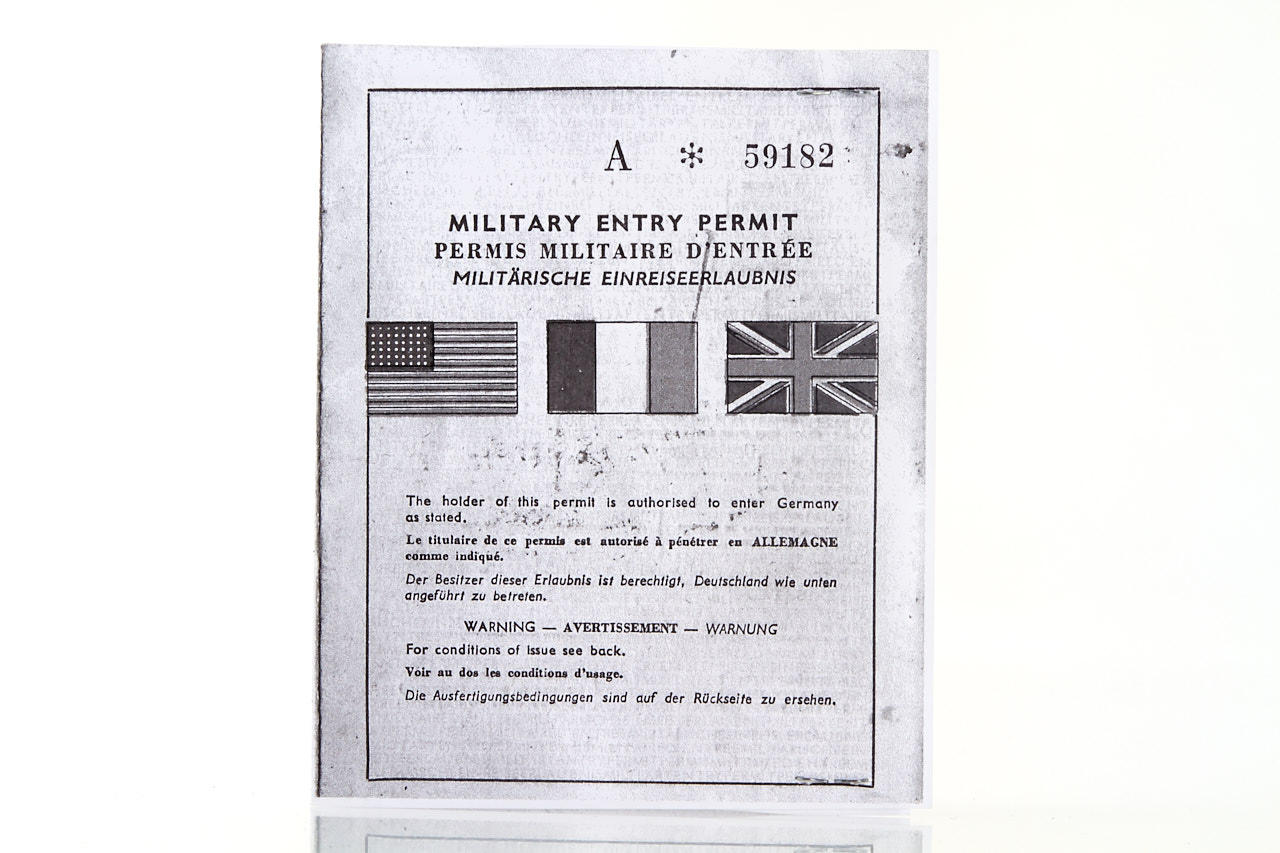 A * 59182
MILITARY ENTRY PERMIT
PERMIS MILITAIRE D'ENTRÉE
MILITÄRISCHE EINREISEERLAUBNIS
The holder of this permit is authorised to enter Germany
as stated.
Le titulaire de ce permis est autorisé à pénétrer en ALLEMAGNE
comme indiqué.
Der Besitzer dieser Erlaubnis ist berechtigt, Deutschland wie unten
angeführt zu betreten.
WARNING — AVERTISSEMENT — WARNUNG
For conditions of issue see back.
Voir au dos les conditions d'usage.
Die Ausfertigungsbedingungen sind auf der Rückseite zu ersehen.